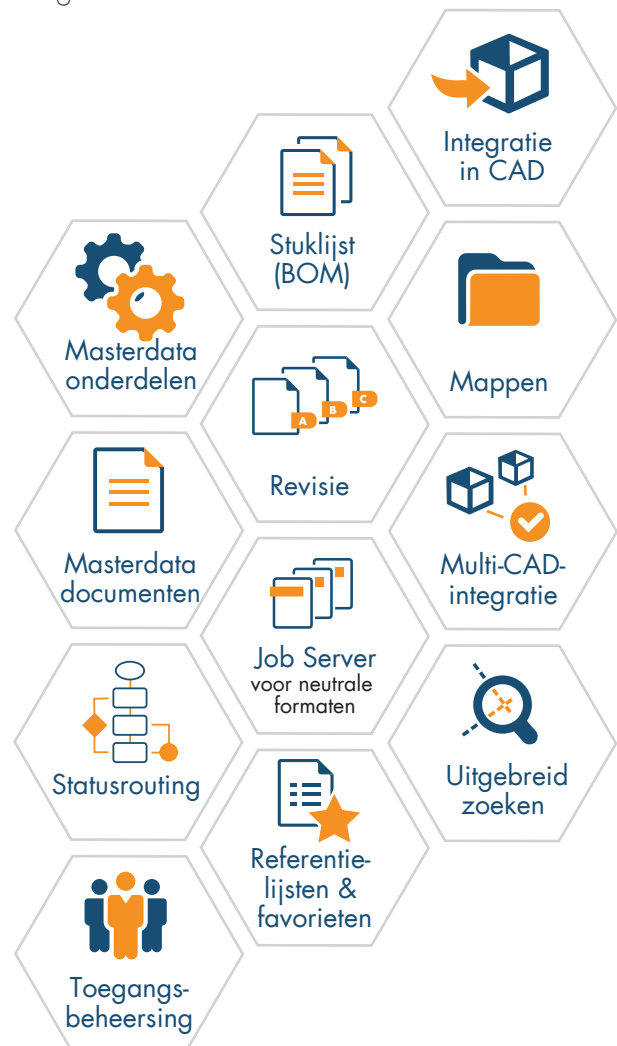 Integratie
in CAD
Stuklijst
(BOM)
Masterdata
onderdelen
Mappen
A
B
C
Revisie
Masterdata
documenten
Multi-CAD-
integratie
Job Server
voor neutrale
formaten
Statusrouting
Uitgebreid
zoeken
Referentie-
lijsten &
favorieten
Toegangs-
beheersing